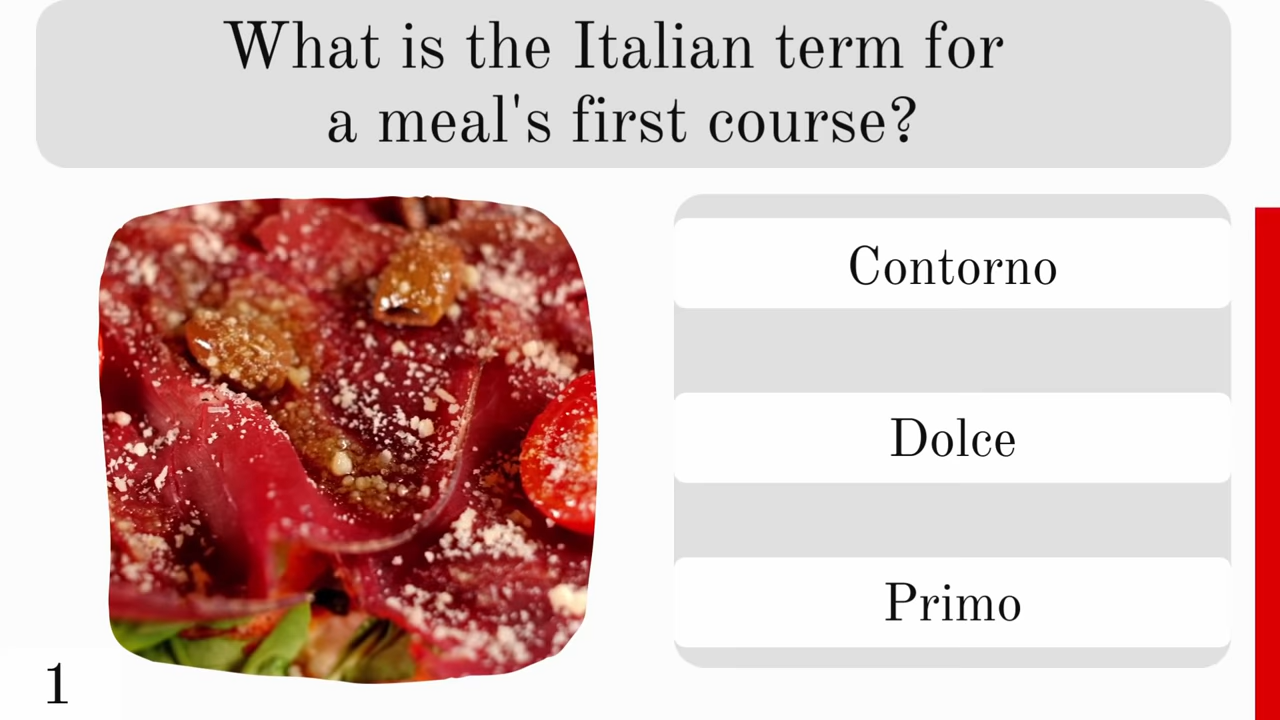 What is the Italian term for
a meal's first course?
Contorno
Dolce
Primo
1